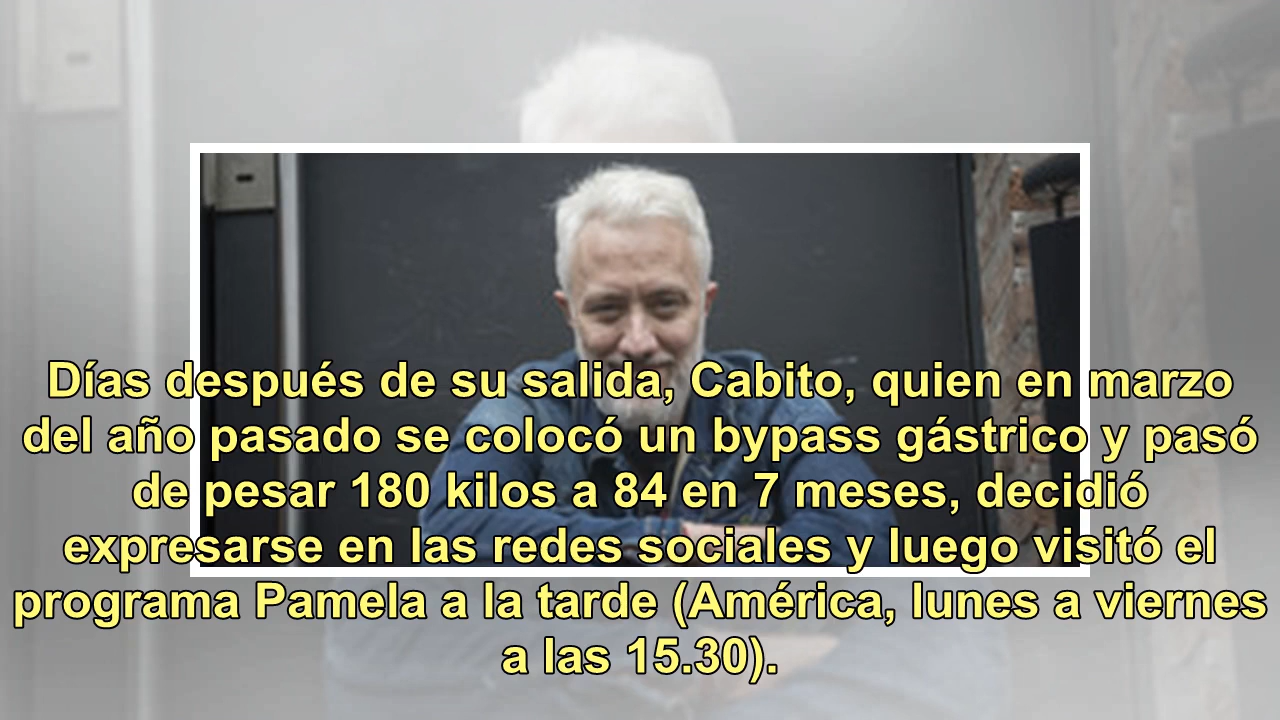 Días después de su salida, Cabito, quien en marzo
del año pasado se colocó un bypass gástrico y pasó
de pesar 180 kilos a 84 en 7 meses, decidió
expresarse en las redes sociales y luego visitó el
programa Pamela a la tarde (América, lunes a viernes
a las 15.30).